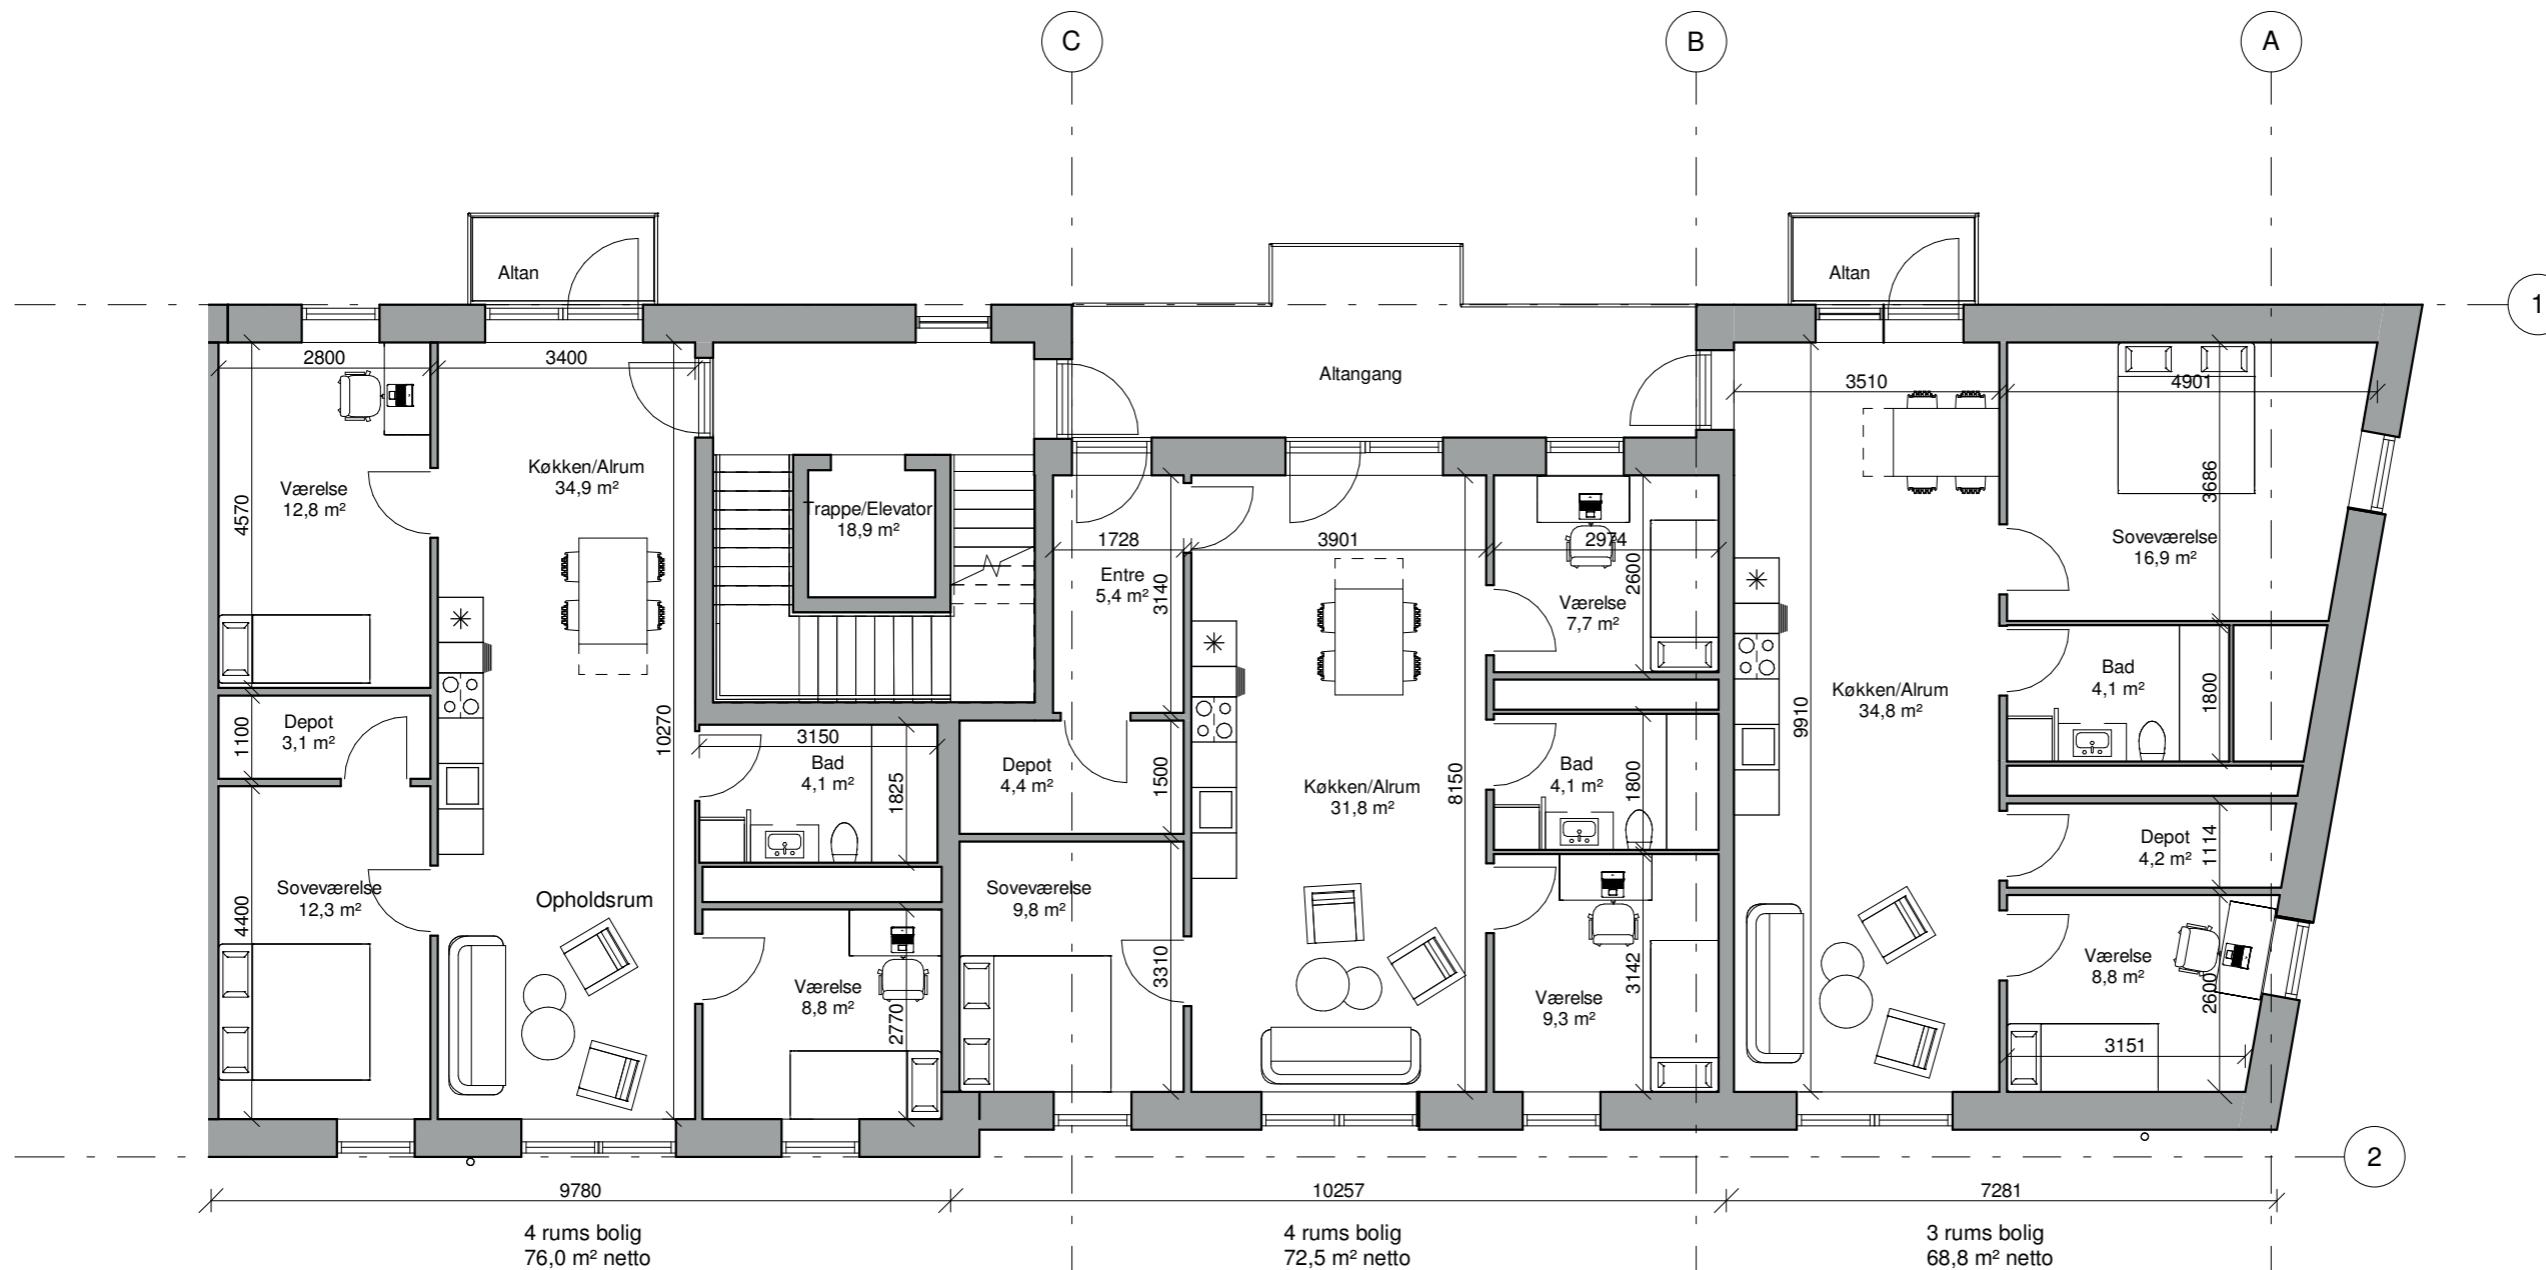 C
B
A
1
Altan
Altan
2800
3400
Altangang
3510
4901
Køkken/Alrum
34,9 m²
Værelse
12,8 m²
4570
Trappe/Elevator
18,9 m²
3686
1728
3901
2974
2600
Soveværelse
16,9 m²
Entre
5,4 m²
3140
Værelse
7,7 m²
Depot
3,1 m²
1100
10270
3150
Bad
4,1 m²
1825
Depot
4,4 m²
1500
Køkken/Alrum
31,8 m²
8150
Bad
4,1 m²
1800
Køkken/Alrum
34,8 m²
9910
Bad
4,1 m²
1800
Depot
4,2 m²
1114
Soveværelse
12,3 m²
4400
Opholdsrum
Soveværelse
9,8 m²
3310
Værelse
8,8 m²
2770
Værelse
9,3 m²
3142
Værelse
8,8 m²
2600
3151
2
9780
10257
7281
4 rums bolig
76,0 m² netto
4 rums bolig
72,5 m² netto
3 rums bolig
68,8 m² netto